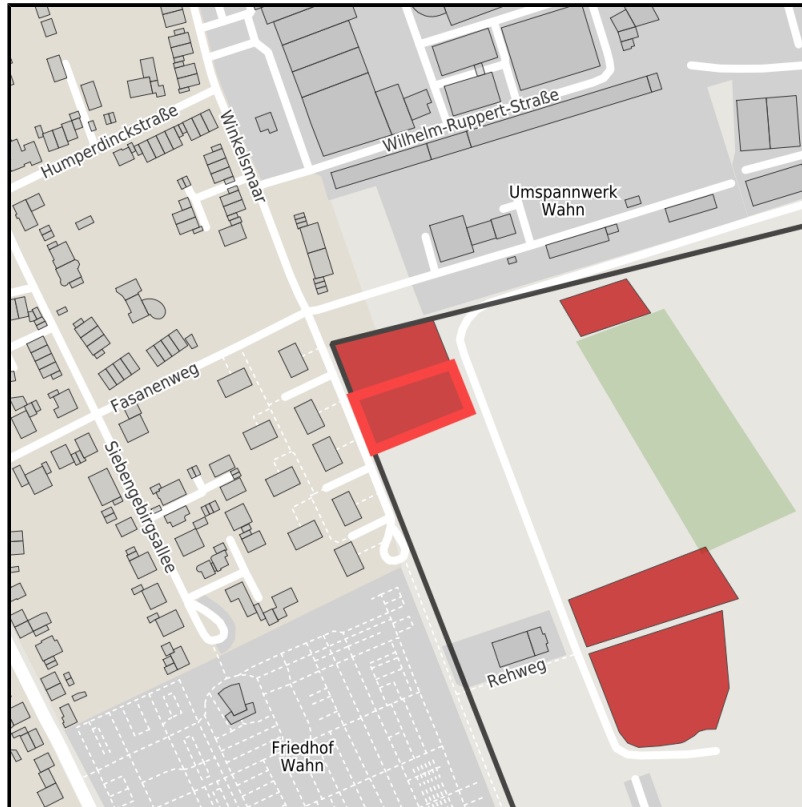 Humperdinckstraße
Winkelsmaar
Wilhelm-Ruppert-Straße
Umspannwerk
Wahn
Fasanenweg
Siebengebirgsallee
Rehweg
Friedhof
Wahn